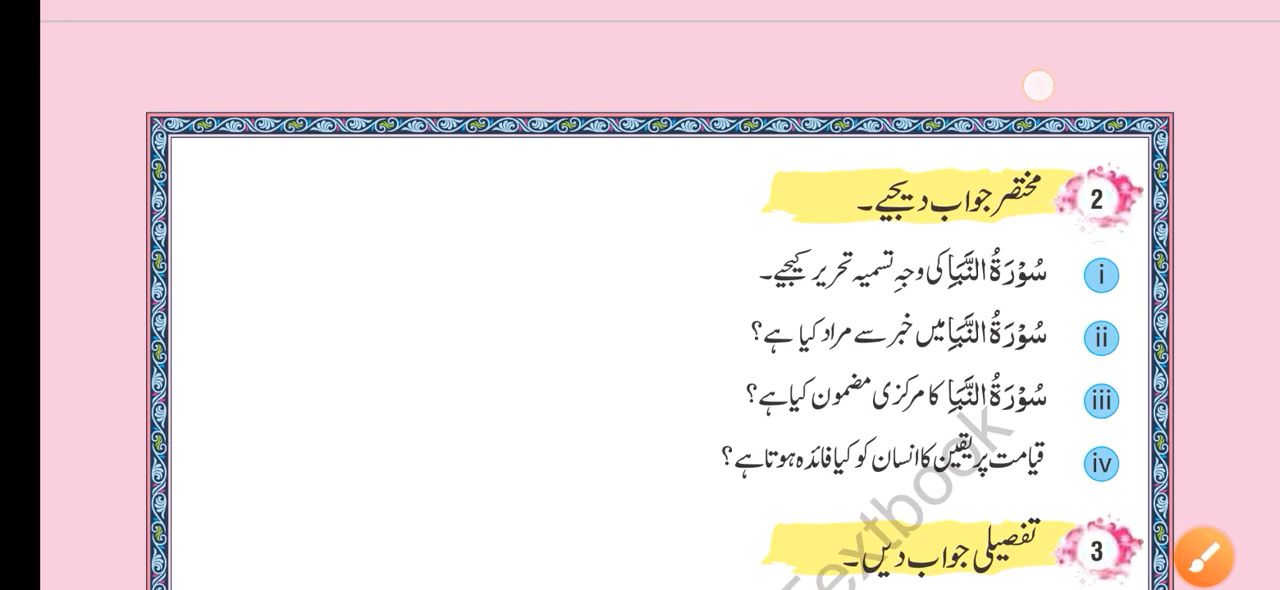 2 مختصر جواب دیجیے۔
i سُوْرَۃُ النَّبَاِ کی وجہِ تسمیہ تحریر کیجیے۔
ii سُوْرَۃُ النَّبَاِ میں خبر سے مراد کیا ہے؟
iii سُوْرَۃُ النَّبَاِ کا مرکزی مضمون کیا ہے؟
iv قیامت پر یقین کا انسان کو کیا فائدہ ہوتا ہے؟
3 تفصیلی جواب دیں۔
Textbook